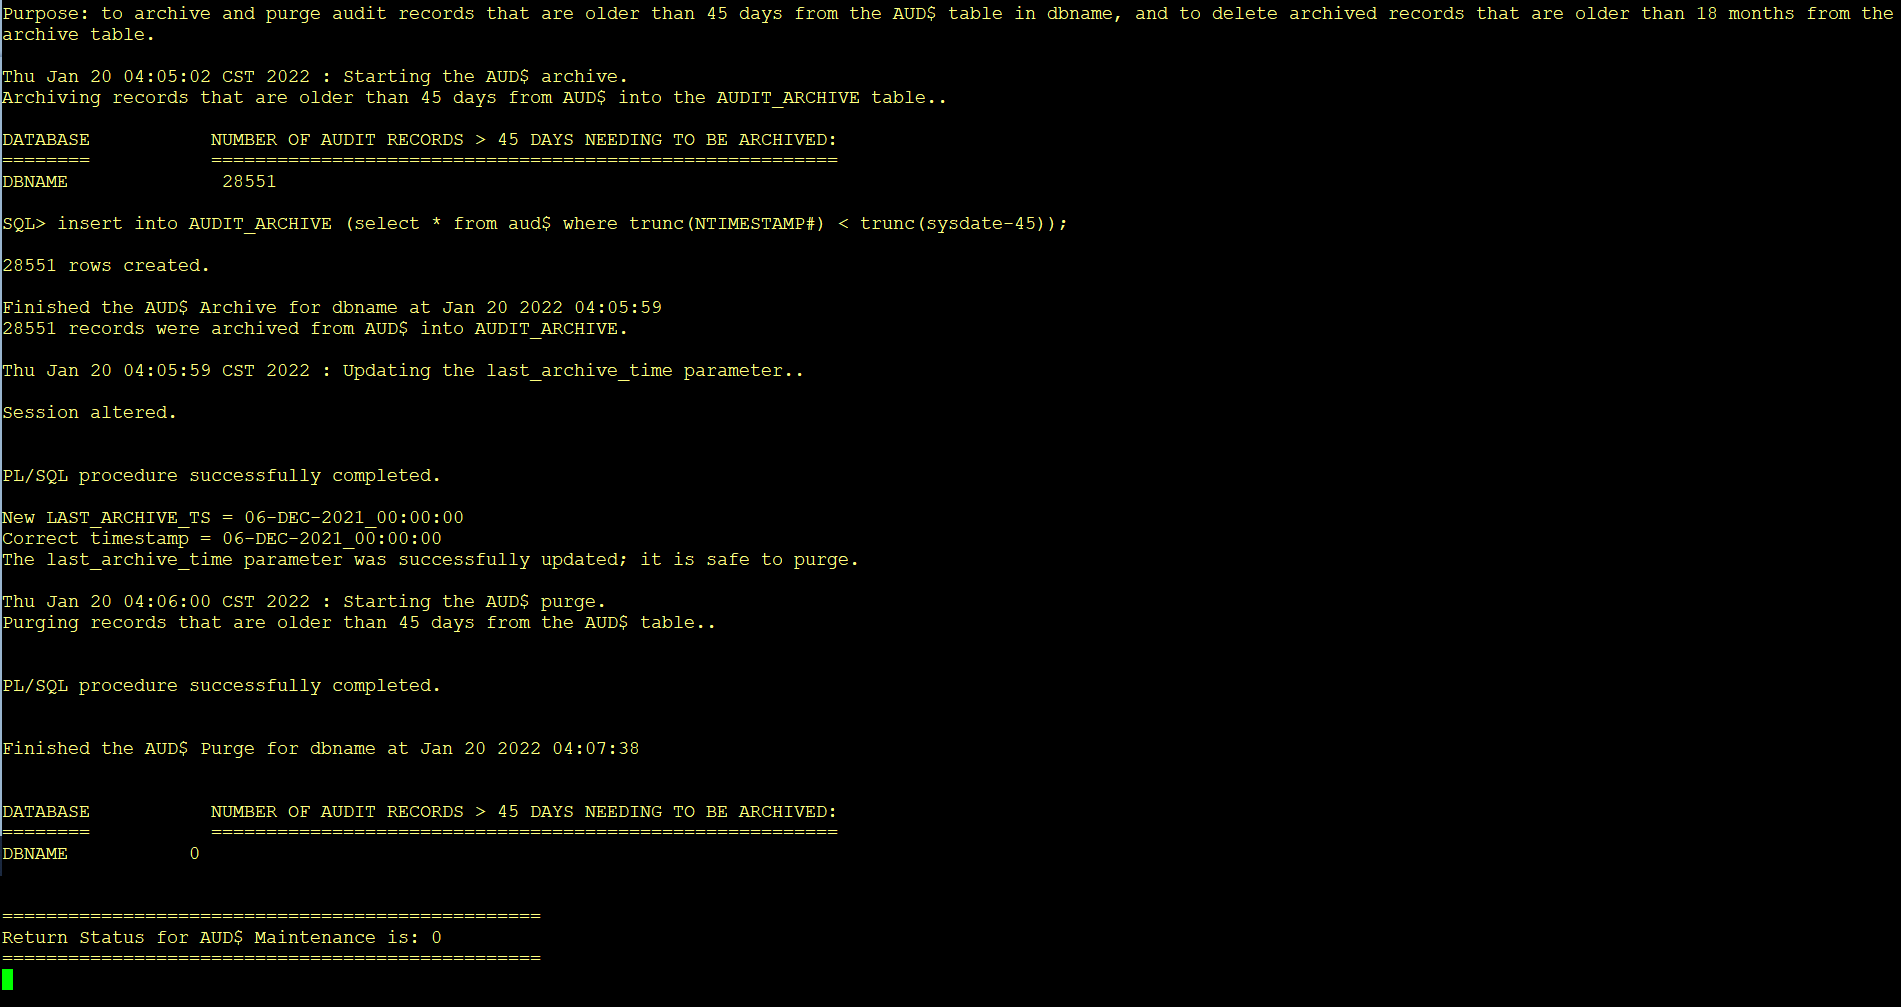 Purpose: to archive and purge audit records that are older than 45 days from the AUD$ table in dbname, and to delete archived records that are older than 18 months from the
archive table.
Thu Jan 20 04:05:02 CST 2022 : Starting the AUD$ archive.
Archiving records that are older than 45 days from AUD$ into the AUDIT_ARCHIVE table..
DATABASE           NUMBER OF AUDIT RECORDS > 45 DAYS NEEDING TO BE ARCHIVED:
========           =========================================================
DBNAME              28551
SQL> insert into AUDIT_ARCHIVE (select * from aud$ where trunc(NTIMESTAMP#) < trunc(sysdate-45));
28551 rows created.
Finished the AUD$ Archive for dbname at Jan 20 2022 04:05:59
28551 records were archived from AUD$ into AUDIT_ARCHIVE.
Thu Jan 20 04:05:59 CST 2022 : Updating the last_archive_time parameter..
Session altered.
PL/SQL procedure successfully completed.
New LAST_ARCHIVE_TS = 06-DEC-2021_00:00:00
Correct timestamp = 06-DEC-2021_00:00:00
The last_archive_time parameter was successfully updated; it is safe to purge.
Thu Jan 20 04:06:00 CST 2022 : Starting the AUD$ purge.
Purging records that are older than 45 days from the AUD$ table..
PL/SQL procedure successfully completed.
Finished the AUD$ Purge for dbname at Jan 20 2022 04:07:38
DATABASE           NUMBER OF AUDIT RECORDS > 45 DAYS NEEDING TO BE ARCHIVED:
========           =========================================================
DBNAME           0
=================================================
Return Status for AUD$ Maintenance is: 0
=================================================